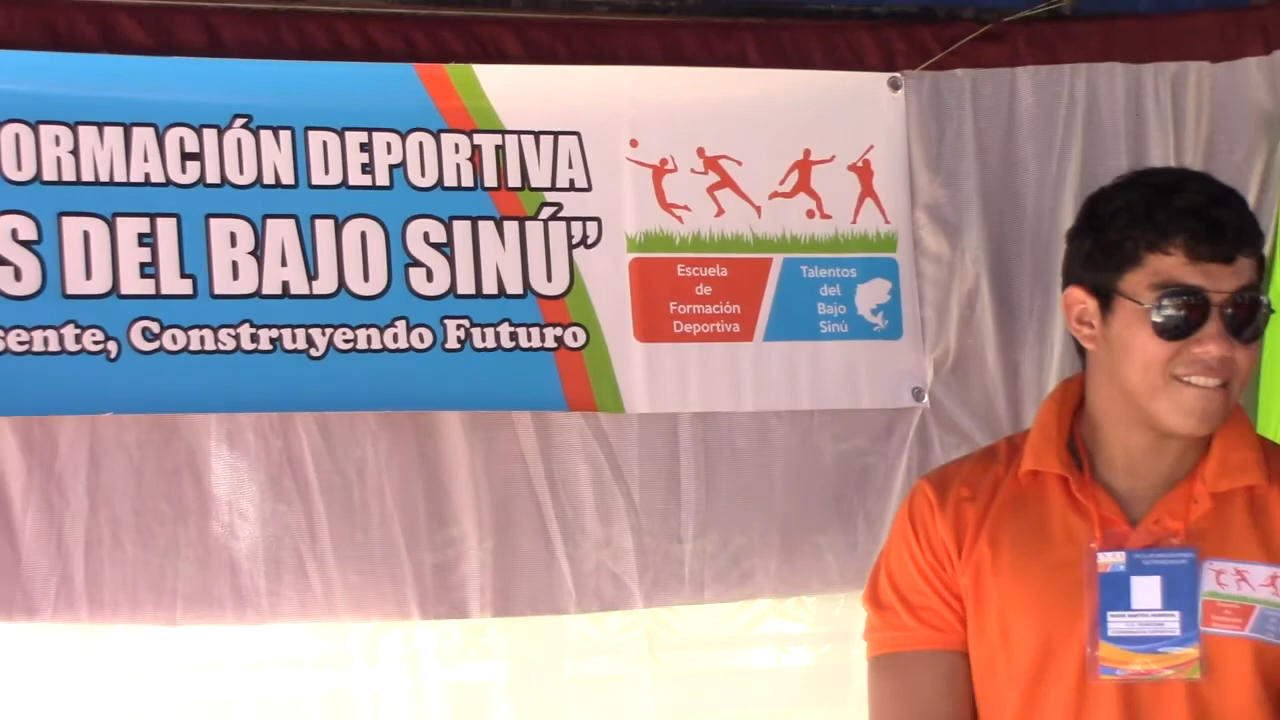 ORMACIÓN DEPORTIVA
S DEL BAJO SINÚ”
sente, Construyendo Futuro
Escuela
de
Formación
Deportiva
Talentos
del
Bajo
Sinú